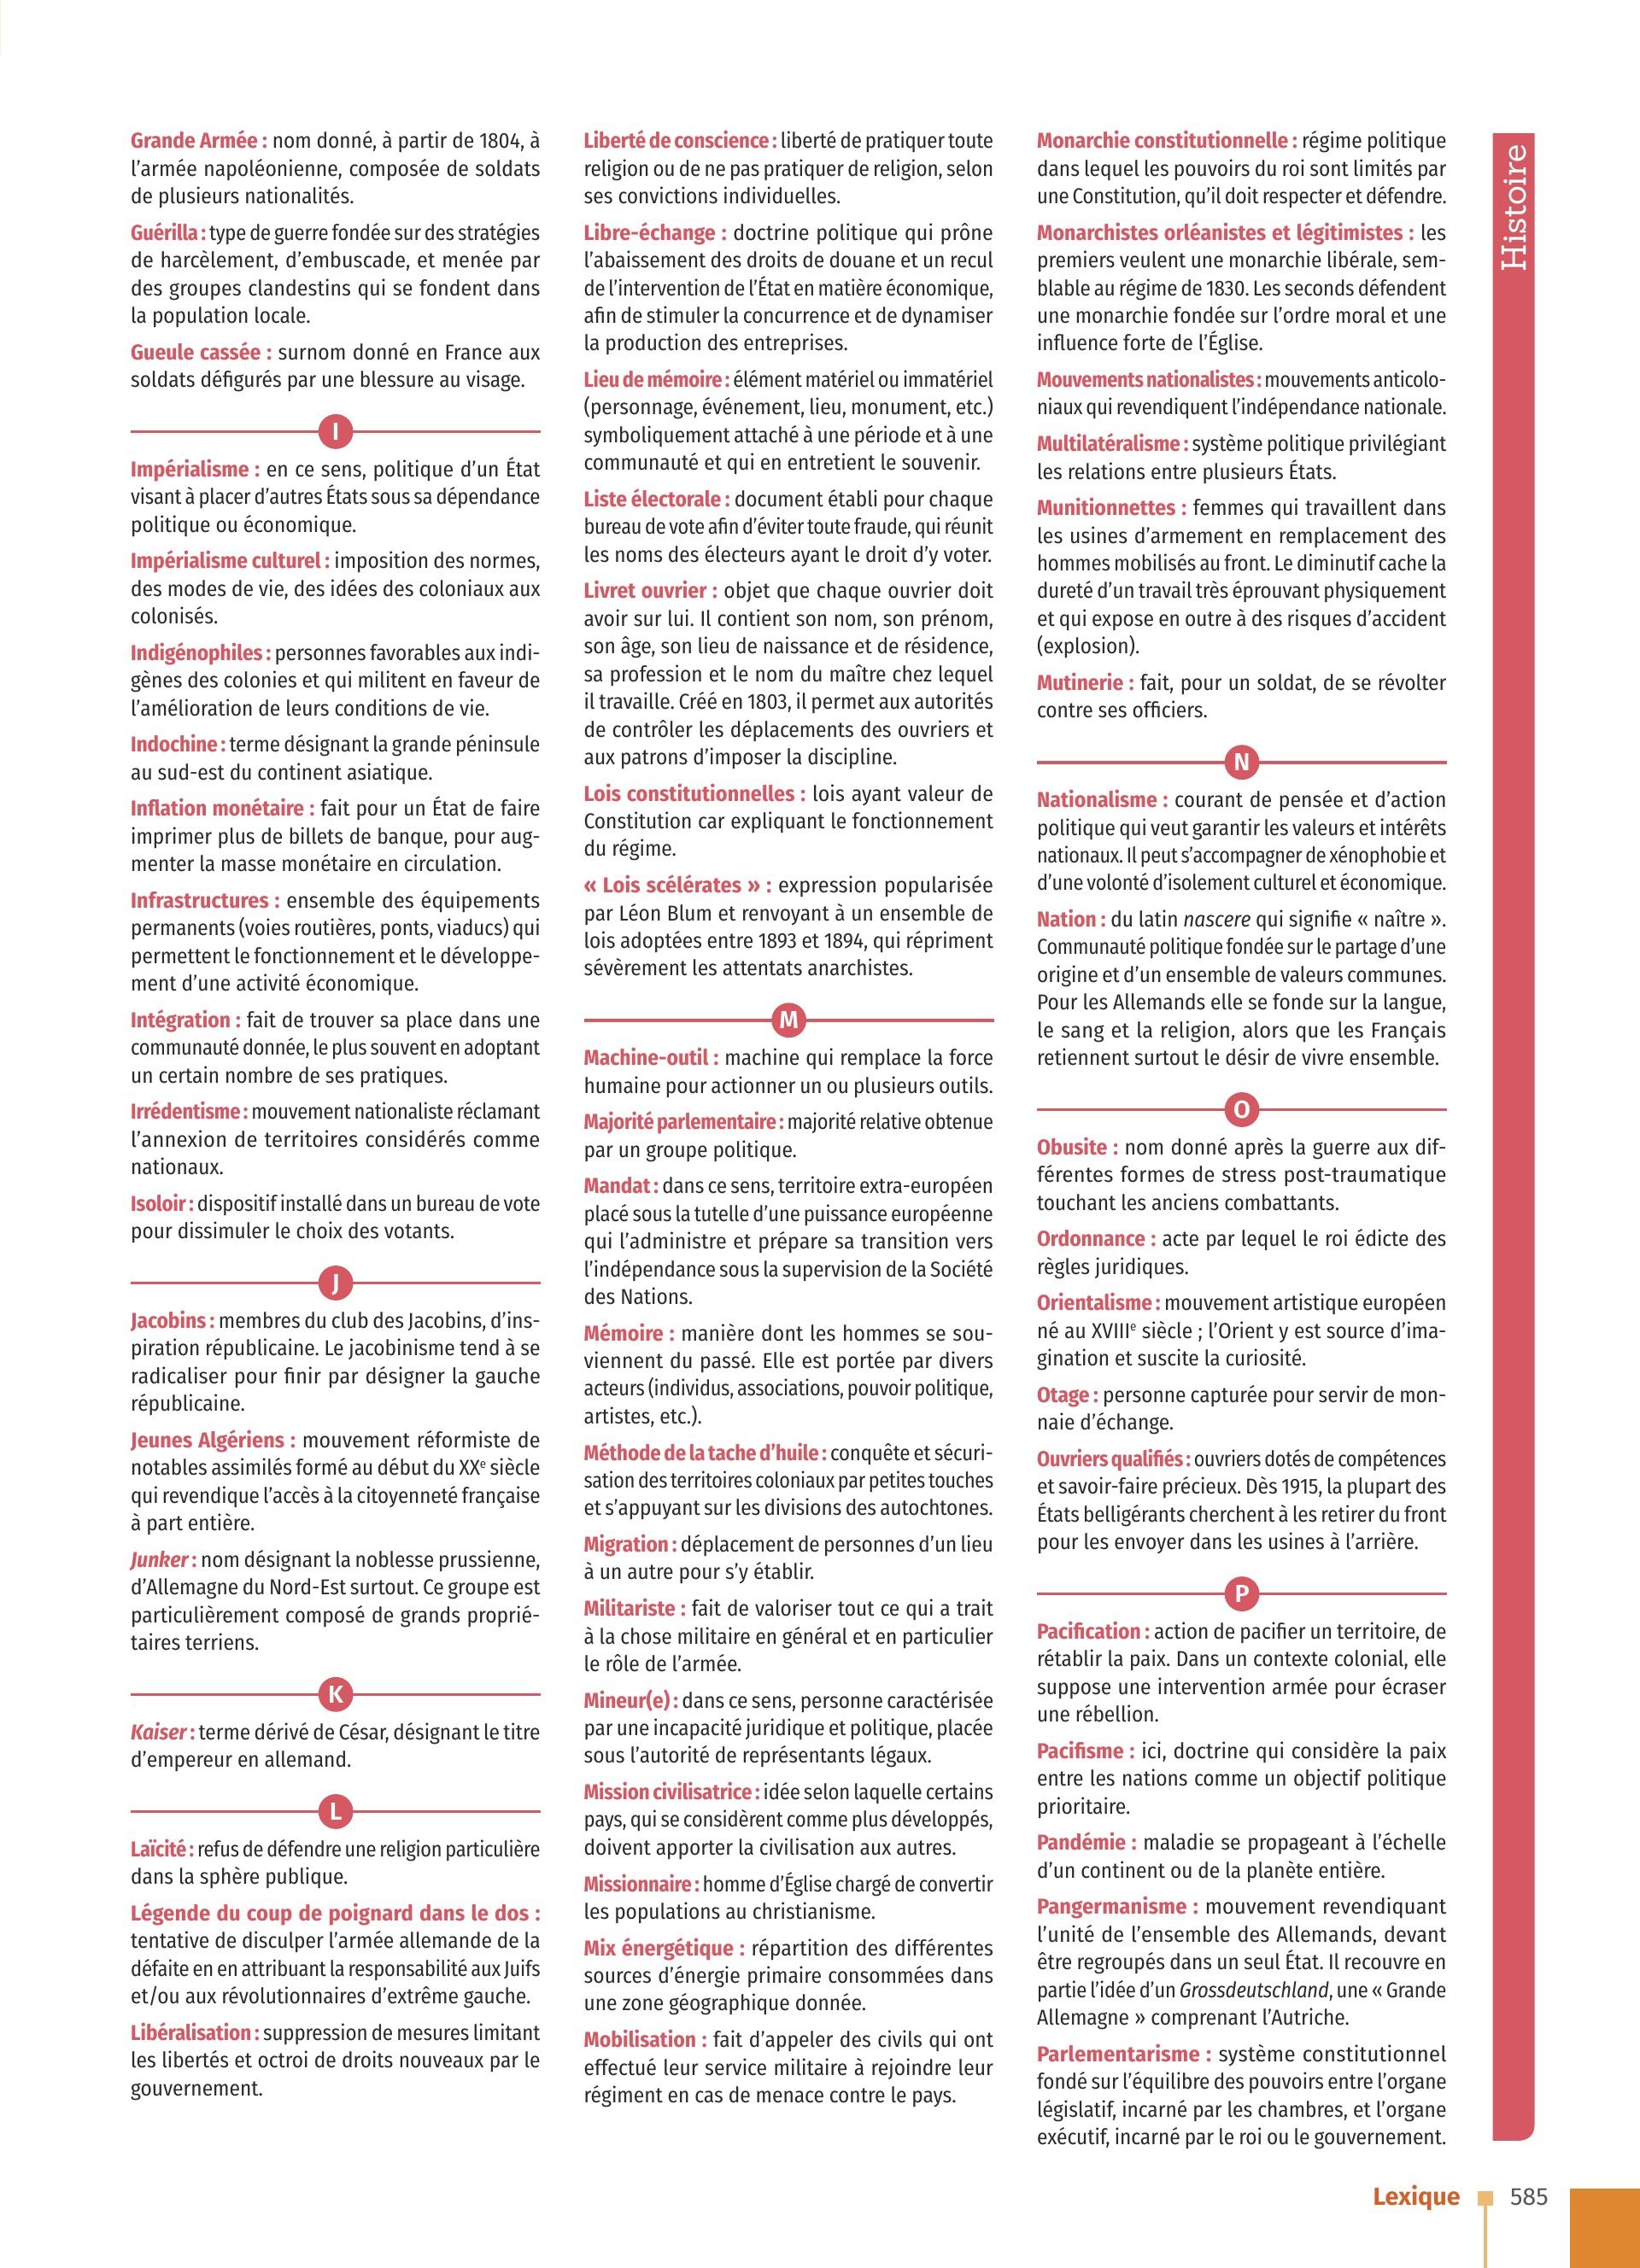 Grande Armée : nom donné, à partir de 1804, à
l’armée napoléonienne, composée de soldats
de plusieurs nationalités.
Guérilla : type de guerre fondée sur des stratégies
de harcèlement, d’embuscade, et menée par
des groupes clandestins qui se fondent dans
la population locale.
Gueule cassée : surnom donné en France aux
soldats défigurés par une blessure au visage.
I
Impérialisme : en ce sens, politique d’un État
visant à placer d’autres États sous sa dépendance
politique ou économique.
Impérialisme culturel : imposition des normes,
des modes de vie, des idées des coloniaux aux
colonisés.
Indigénophiles : personnes favorables aux indi-
gènes des colonies et qui militent en faveur de
l’amélioration de leurs conditions de vie.
Indochine : terme désignant la grande péninsule
au sud-est du continent asiatique.
Inflation monétaire : fait pour un État de faire
imprimer plus de billets de banque, pour aug-
menter la masse monétaire en circulation.
Infrastructures : ensemble des équipements
permanents (voies routières, ponts, viaducs) qui
permettent le fonctionnement et le développe-
ment d’une activité économique.
Intégration : fait de trouver sa place dans une
communauté donnée, le plus souvent en adoptant
un certain nombre de ses pratiques.
Irrédentisme : mouvement nationaliste réclamant
l’annexion de territoires considérés comme
nationaux.
Isoloir : dispositif installé dans un bureau de vote
pour dissimuler le choix des votants.
J
Jacobins : membres du club des Jacobins, d’ins-
piration républicaine. Le jacobinisme tend à se
radicaliser pour finir par désigner la gauche
républicaine.
Jeunes Algériens : mouvement réformiste de
notables assimilés formé au début du XXe siècle
qui revendique l’accès à la citoyenneté française
à part entière.
Junker : nom désignant la noblesse prussienne,
d’Allemagne du Nord-Est surtout. Ce groupe est
particulièrement composé de grands proprié-
taires terriens.
K
Kaiser : terme dérivé de César, désignant le titre
d’empereur en allemand.
L
Laïcité : refus de défendre une religion particulière
dans la sphère publique.
Légende du coup de poignard dans le dos :
tentative de disculper l’armée allemande de la
défaite en en attribuant la responsabilité aux Juifs
et/ou aux révolutionnaires d’extrême gauche.
Libéralisation : suppression de mesures limitant
les libertés et octroi de droits nouveaux par le
gouvernement.
Liberté de conscience : liberté de pratiquer toute
religion ou de ne pas pratiquer de religion, selon
ses convictions individuelles.
Libre-échange : doctrine politique qui prône
l’abaissement des droits de douane et un recul
de l’intervention de l’État en matière économique,
afin de stimuler la concurrence et de dynamiser
la production des entreprises.
Lieu de mémoire : élément matériel ou immatériel
(personnage, événement, lieu, monument, etc.)
symboliquement attaché à une période et à une
communauté et qui en entretient le souvenir.
Liste électorale : document établi pour chaque
bureau de vote afin d’éviter toute fraude, qui réunit
les noms des électeurs ayant le droit d’y voter.
Livret ouvrier : objet que chaque ouvrier doit
avoir sur lui. Il contient son nom, son prénom,
son âge, son lieu de naissance et de résidence,
sa profession et le nom du maître chez lequel
il travaille. Créé en 1803, il permet aux autorités
de contrôler les déplacements des ouvriers et
aux patrons d’imposer la discipline.
Lois constitutionnelles : lois ayant valeur de
Constitution car expliquant le fonctionnement
du régime.
« Lois scélérates » : expression popularisée
par Léon Blum et renvoyant à un ensemble de
lois adoptées entre 1893 et 1894, qui répriment
sévèrement les attentats anarchistes.
M
Machine-outil : machine qui remplace la force
humaine pour actionner un ou plusieurs outils.
Majorité parlementaire : majorité relative obtenue
par un groupe politique.
Mandat : dans ce sens, territoire extra-européen
placé sous la tutelle d’une puissance européenne
qui l’administre et prépare sa transition vers
l’indépendance sous la supervision de la Société
des Nations.
Mémoire : manière dont les hommes se sou-
viennent du passé. Elle est portée par divers
acteurs (individus, associations, pouvoir politique,
artistes, etc.).
Méthode de la tache d’huile : conquête et sécuri-
sation des territoires coloniaux par petites touches
et s’appuyant sur les divisions des autochtones.
Migration : déplacement de personnes d’un lieu
à un autre pour s’y établir.
Militariste : fait de valoriser tout ce qui a trait
à la chose militaire en général et en particulier
le rôle de l’armée.
Mineur(e) : dans ce sens, personne caractérisée
par une incapacité juridique et politique, placée
sous l’autorité de représentants légaux.
Mission civilisatrice : idée selon laquelle certains
pays, qui se considèrent comme plus développés,
doivent apporter la civilisation aux autres.
Missionnaire : homme d’Église chargé de convertir
les populations au christianisme.
Mix énergétique : répartition des différentes
sources d’énergie primaire consommées dans
une zone géographique donnée.
Mobilisation : fait d’appeler des civils qui ont
effectué leur service militaire à rejoindre leur
régiment en cas de menace contre le pays.
Monarchie constitutionnelle : régime politique
dans lequel les pouvoirs du roi sont limités par
une Constitution, qu’il doit respecter et défendre.
Monarchistes orléanistes et légitimistes : les
premiers veulent une monarchie libérale, sem-
blable au régime de 1830. Les seconds défendent
une monarchie fondée sur l’ordre moral et une
influence forte de l’Église.
Mouvements nationalistes : mouvements anticolo-
niaux qui revendiquent l’indépendance nationale.
Multilatéralisme : système politique privilégiant
les relations entre plusieurs États.
Munitionnettes : femmes qui travaillent dans
les usines d’armement en remplacement des
hommes mobilisés au front. Le diminutif cache la
dureté d’un travail très éprouvant physiquement
et qui expose en outre à des risques d’accident
(explosion).
Mutinerie : fait, pour un soldat, de se révolter
contre ses officiers.
N
Nationalisme : courant de pensée et d’action
politique qui veut garantir les valeurs et intérêts
nationaux. Il peut s’accompagner de xénophobie et
d’une volonté d’isolement culturel et économique.
Nation : du latin nascere qui signifie « naître ».
Communauté politique fondée sur le partage d’une
origine et d’un ensemble de valeurs communes.
Pour les Allemands elle se fonde sur la langue,
le sang et la religion, alors que les Français
retiennent surtout le désir de vivre ensemble.
O
Obusite : nom donné après la guerre aux dif-
férentes formes de stress post-traumatique
touchant les anciens combattants.
Ordonnance : acte par lequel le roi édicte des
règles juridiques.
Orientalisme : mouvement artistique européen
né au XVIIIe siècle ; l’Orient y est source d’ima-
gination et suscite la curiosité.
Otage : personne capturée pour servir de mon-
naie d’échange.
Ouvriers qualifiés : ouvriers dotés de compétences
et savoir-faire précieux. Dès 1915, la plupart des
États belligérants cherchent à les retirer du front
pour les envoyer dans les usines à l’arrière.
P
Pacification : action de pacifier un territoire, de
rétablir la paix. Dans un contexte colonial, elle
suppose une intervention armée pour écraser
une rébellion.
Pacifisme : ici, doctrine qui considère la paix
entre les nations comme un objectif politique
prioritaire.
Pandémie : maladie se propageant à l’échelle
d’un continent ou de la planète entière.
Pangermanisme : mouvement revendiquant
l’unité de l’ensemble des Allemands, devant
être regroupés dans un seul État. Il recouvre en
partie l’idée d’un Grossdeutschland, une « Grande
Allemagne » comprenant l’Autriche.
Parlementarisme : système constitutionnel
fondé sur l’équilibre des pouvoirs entre l’organe
législatif, incarné par les chambres, et l’organe
exécutif, incarné par le roi ou le gouvernement.
Histoire
Lexique 585